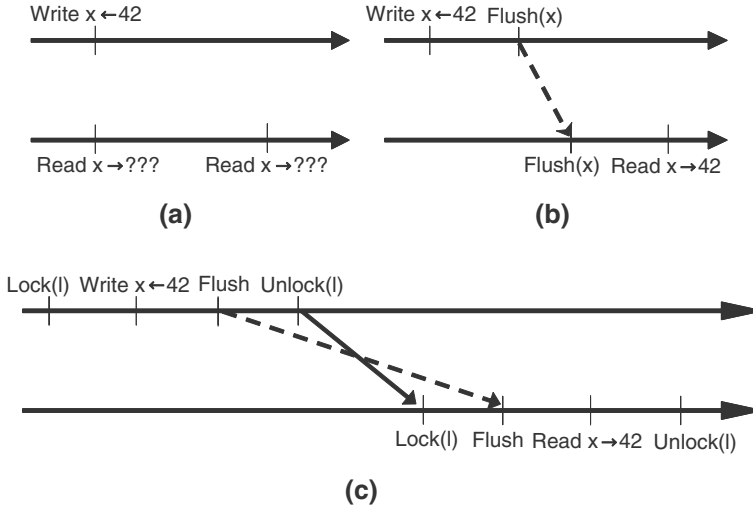 Write x←42
Read x→???   Read x→???
(a)
Write x←42   Flush(x)
Flush(x)   Read x→42
(b)
Lock(l)   Write x←42   Flush   Unlock(l)
Lock(l)   Flush   Read x→42   Unlock(l)
(c)